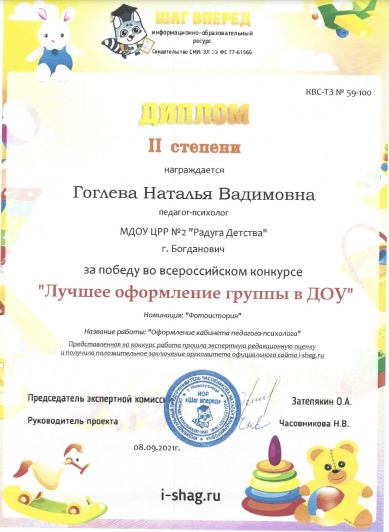 ШАГ ВПЕРЕД
информационно-образовательный
ресурс
Свидетельство СМИ: ЭЛ ФС 77-61566
КВС-ТЗ № 59-100
ДИПЛОМ
II степени
награждается
Гоглева Наталья Вадимовна
педагог-психолог
МДОУ ЦРР №2 "Радуга Детства"
г. Богданович
за победу во всероссийском конкурсе
"Лучшее оформление группы в ДОУ"
Номинация: "Фотоистория"
Название работы: "Оформление кабинета педагога-психолога"
Представленная на конкурс работа прошла экспертную редакционную оценку
и получила положительное заключение оргкомитета официального сайта i-shag.ru
Председатель экспертной комиссии
Затепякин О.А.
Руководитель проекта
Часовникова Н.В.
ИОР
«Шаг вперед»
08.09.2021г.
i-shag.ru